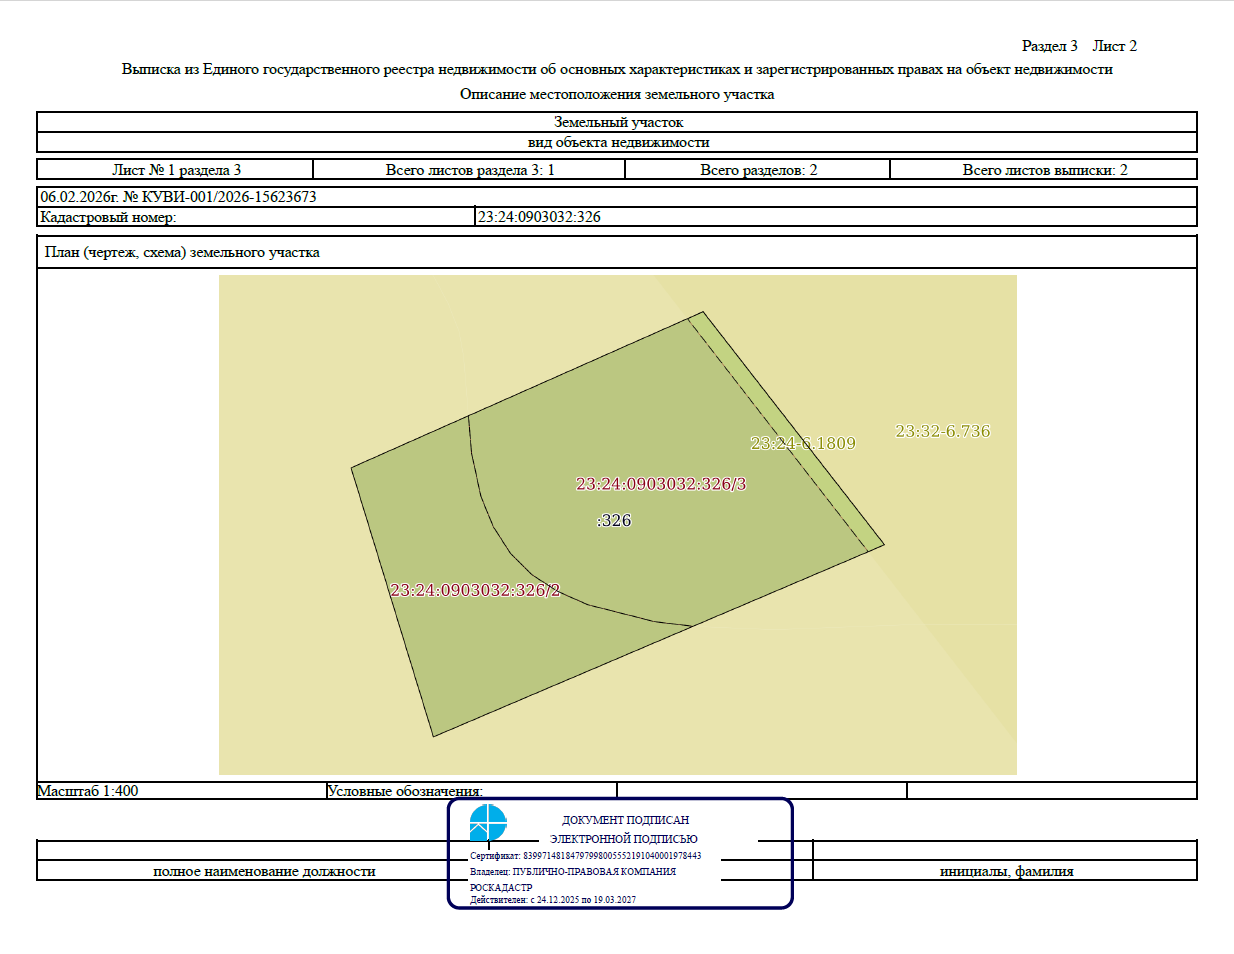 Раздел 3 Лист 2
Выписка из Единого государственного реестра недвижимости об основных характеристиках и зарегистрированных правах на объект недвижимости
Описание местоположения земельного участка
Земельный участок
вид объекта недвижимости
Лист № 1 раздела 3 Всего листов раздела 3: 1 Всего разделов: 2 Всего листов выписки: 2
06.02.2026г. № КУВИ-001/2026-15623673
Кадастровый номер: 23:24:0903032:326
План (чертеж, схема) земельного участка
23:32-6.736
23:24-6.1809
23:24:0903032:326/3
:326
23:24:0903032:326/2
Масштаб 1:400 Условные обозначения:
ДОКУМЕНТ ПОДПИСАН
ЭЛЕКТРОННОЙ ПОДПИСЬЮ
Сертификат: 83997148184797998005552191040001978443
Владелец: ПУБЛИЧНО-ПРАВОВАЯ КОМПАНИЯ
РОСКАДАСТР
Действителен: с 24.12.2025 по 19.03.2027
полное наименование должности инициалы, фамилия